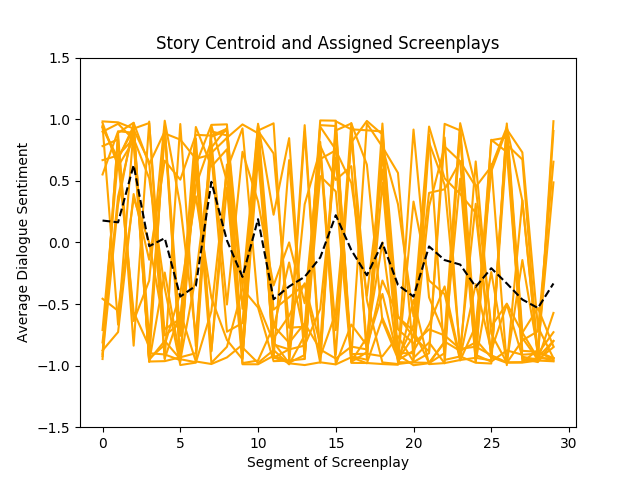 Story Centroid and Assigned Screenplays
1.5
1.0
0.5
0.0
−0.5
−1.0
−1.5
Average Dialogue Sentiment
0 5 10 15 20 25 30
Segment of Screenplay